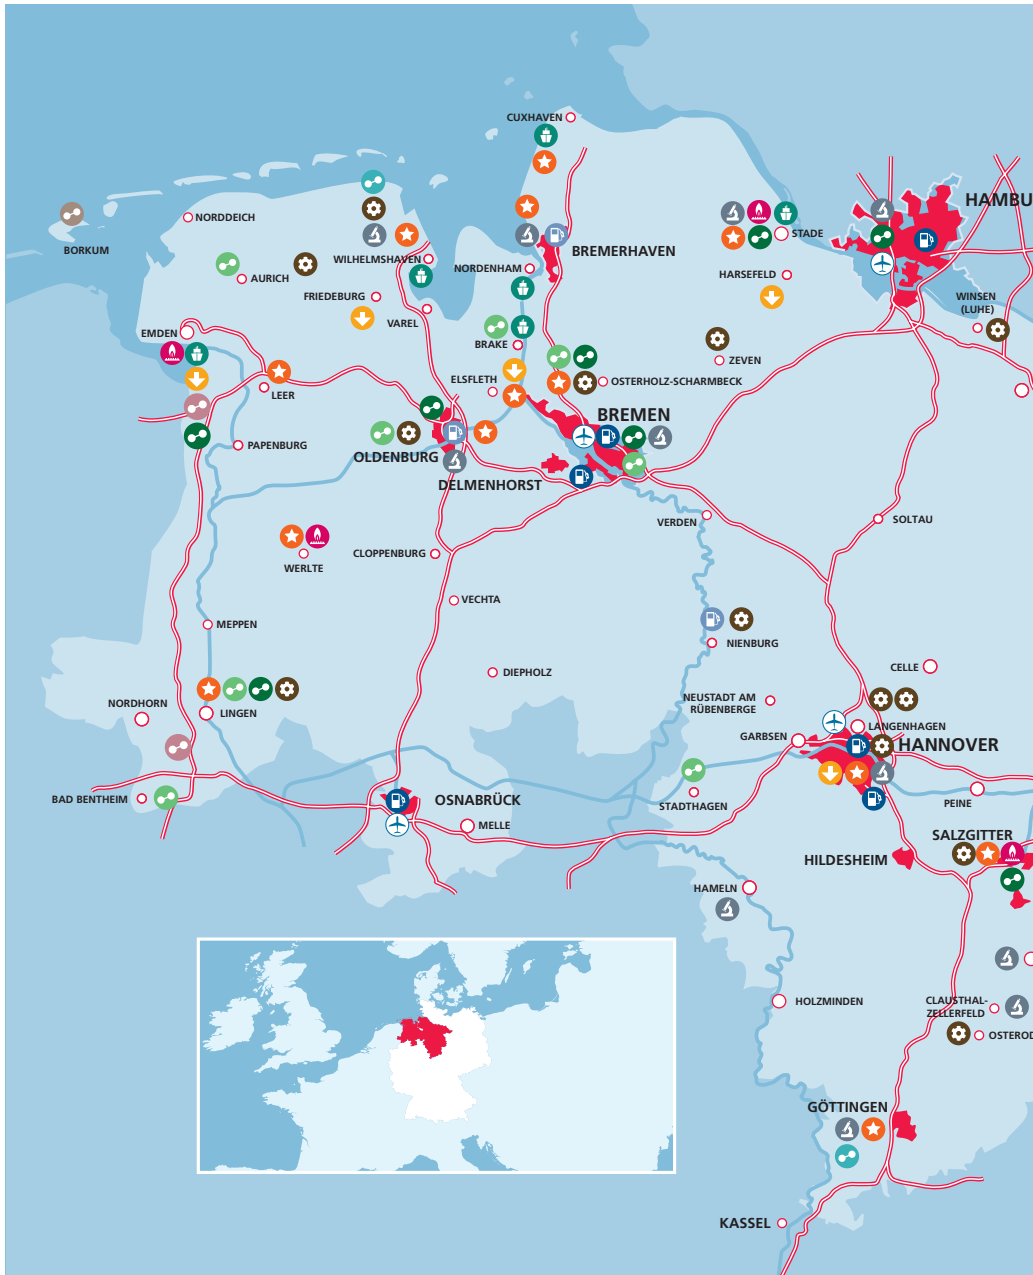 CUXHAVEN
HAMBU
NORDDEICH
BORKUM
STADE
WILHELMSHAVEN
BREMERHAVEN
NORDENHAM
AURICH
HARSEFELD
FRIEDEBURG
WINSEN
(LUHE)
VAREL
EMDEN
BRAKE
ZEVEN
ELSFLETH
OSTERHOLZ-SCHARMBECK
LEER
BREMEN
PAPENBURG
OLDENBURG
DELMENHORST
VERDEN
SOLTAU
CLOPPENBURG
WERLTE
VECHTA
MEPPEN
NIENBURG
CELLE
DIEPHOLZ
NEUSTADT AM
RÜBENBERGE
NORDHORN
LINGEN
LANGENHAGEN
GARBSEN
HANNOVER
BAD BENTHEIM
OSNABRÜCK
STADTHAGEN
PEINE
MELLE
SALZGITTER
HILDESHEIM
HAMELN
HOLZMINDEN
CLAUSTHAL-
ZELLERFELD
OSTEROD
GÖTTINGEN
KASSEL